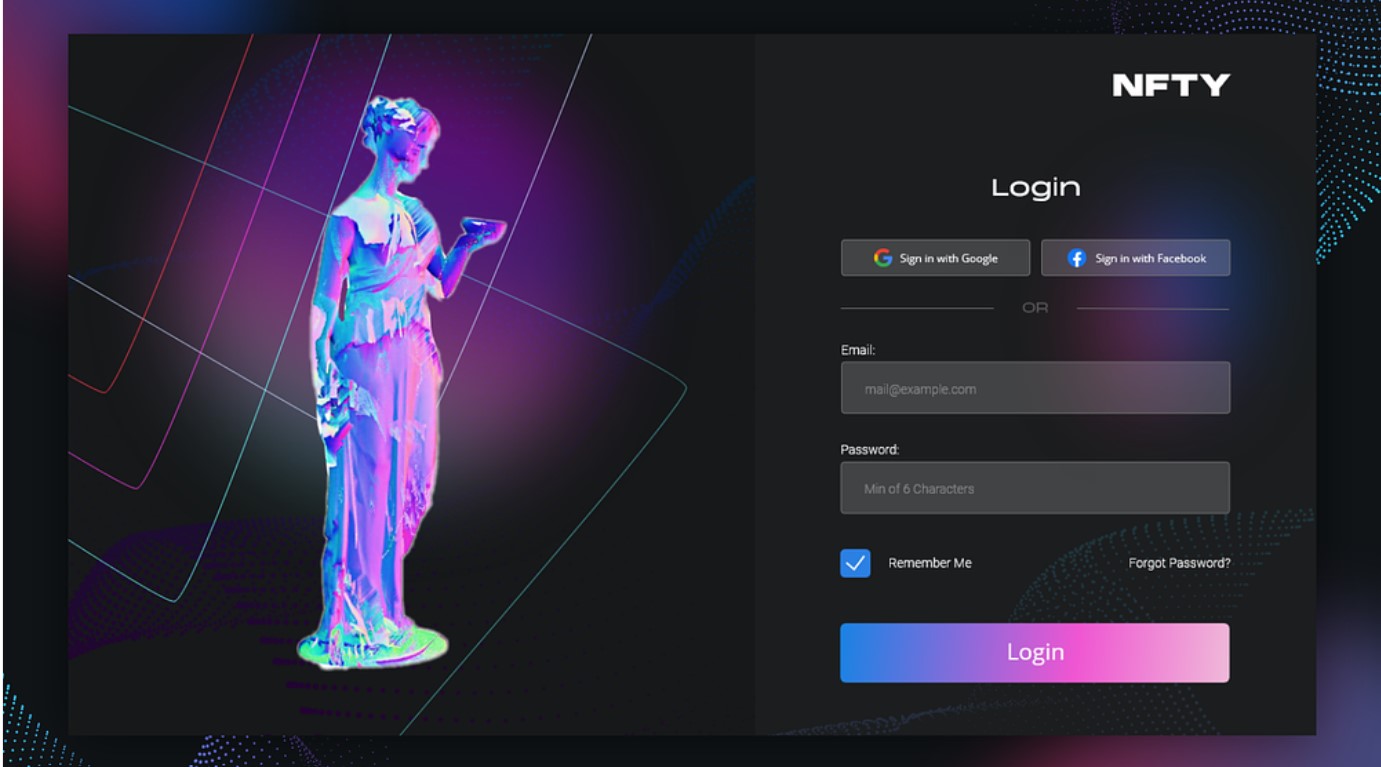 NFTY
Login
Sign in with Google
Sign in with Facebook
OR
Email:
mail@example.com
Password:
Min of 6 Characters
Remember Me
Forgot Password?
Login